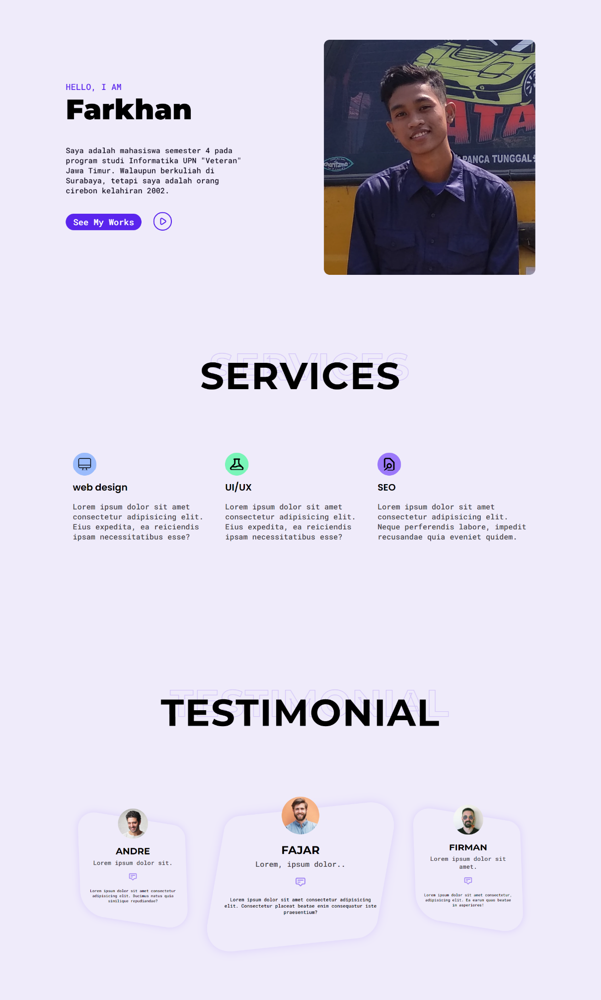 HELLO, I AM
Farkhan
Saya adalah mahasiswa semester 4 pada
program studi Informatika UPN "Veteran"
Jawa Timur. Walaupun berkuliah di
Surabaya, tetapi saya adalah orang
cirebon kelahiran 2002.
See My Works
ATA
PANCA TUNGGAL
kharizma
SERVICES
SERVICES
web design
Lorem ipsum dolor sit amet
consectetur adipisicing elit.
Eius expedita, ea reiciendis
ipsam necessitatibus esse?
UI/UX
Lorem ipsum dolor sit amet
consectetur adipisicing elit.
Eius expedita, ea reiciendis
ipsam necessitatibus esse?
SEO
Lorem ipsum dolor sit amet
consectetur adipisicing elit.
Neque perferendis labore, impedit
recusandae quia eveniet quidem.
TESTIMONIAL
TESTIMONIAL
ANDRE
Lorem ipsum dolor sit.
Lorem ipsum dolor sit amet consectetur
adipisicing elit. Ducimus natus quia
similique repudiandae?
FAJAR
Lorem, ipsum dolor..
Lorem ipsum dolor sit amet consectetur adipisicing
elit. Consectetur placeat beatae enim consequatur iste
praesentium?
FIRMAN
Lorem ipsum dolor sit
amet.
Lorem ipsum dolor sit amet consectetur,
adipisicing elit. Ea earum quas beatae
in asperiores!